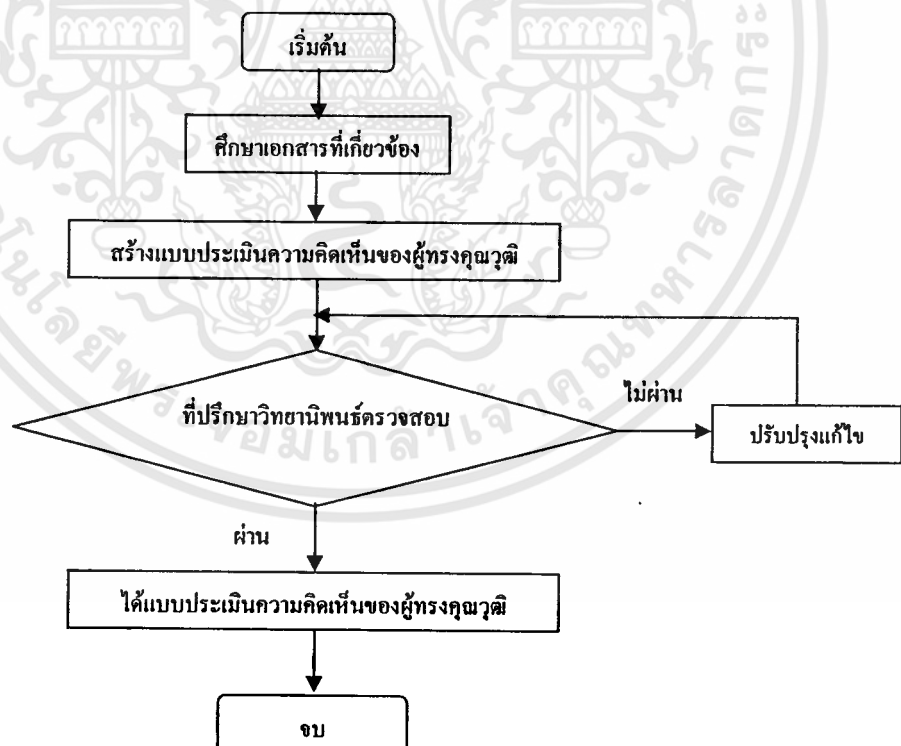 เริ่มต้น
ศึกษาเอกสารที่เกี่ยวข้อง
สร้างแบบประเมินความคิดเห็นของผู้ทรงคุณวุฒิ
ที่ปรึกษาวิทยานิพนธ์ตรวจสอบ
ไม่ผ่าน
ปรับปรุงแก้ไข
ผ่าน
ได้แบบประเมินความคิดเห็นของผู้ทรงคุณวุฒิ
จบ